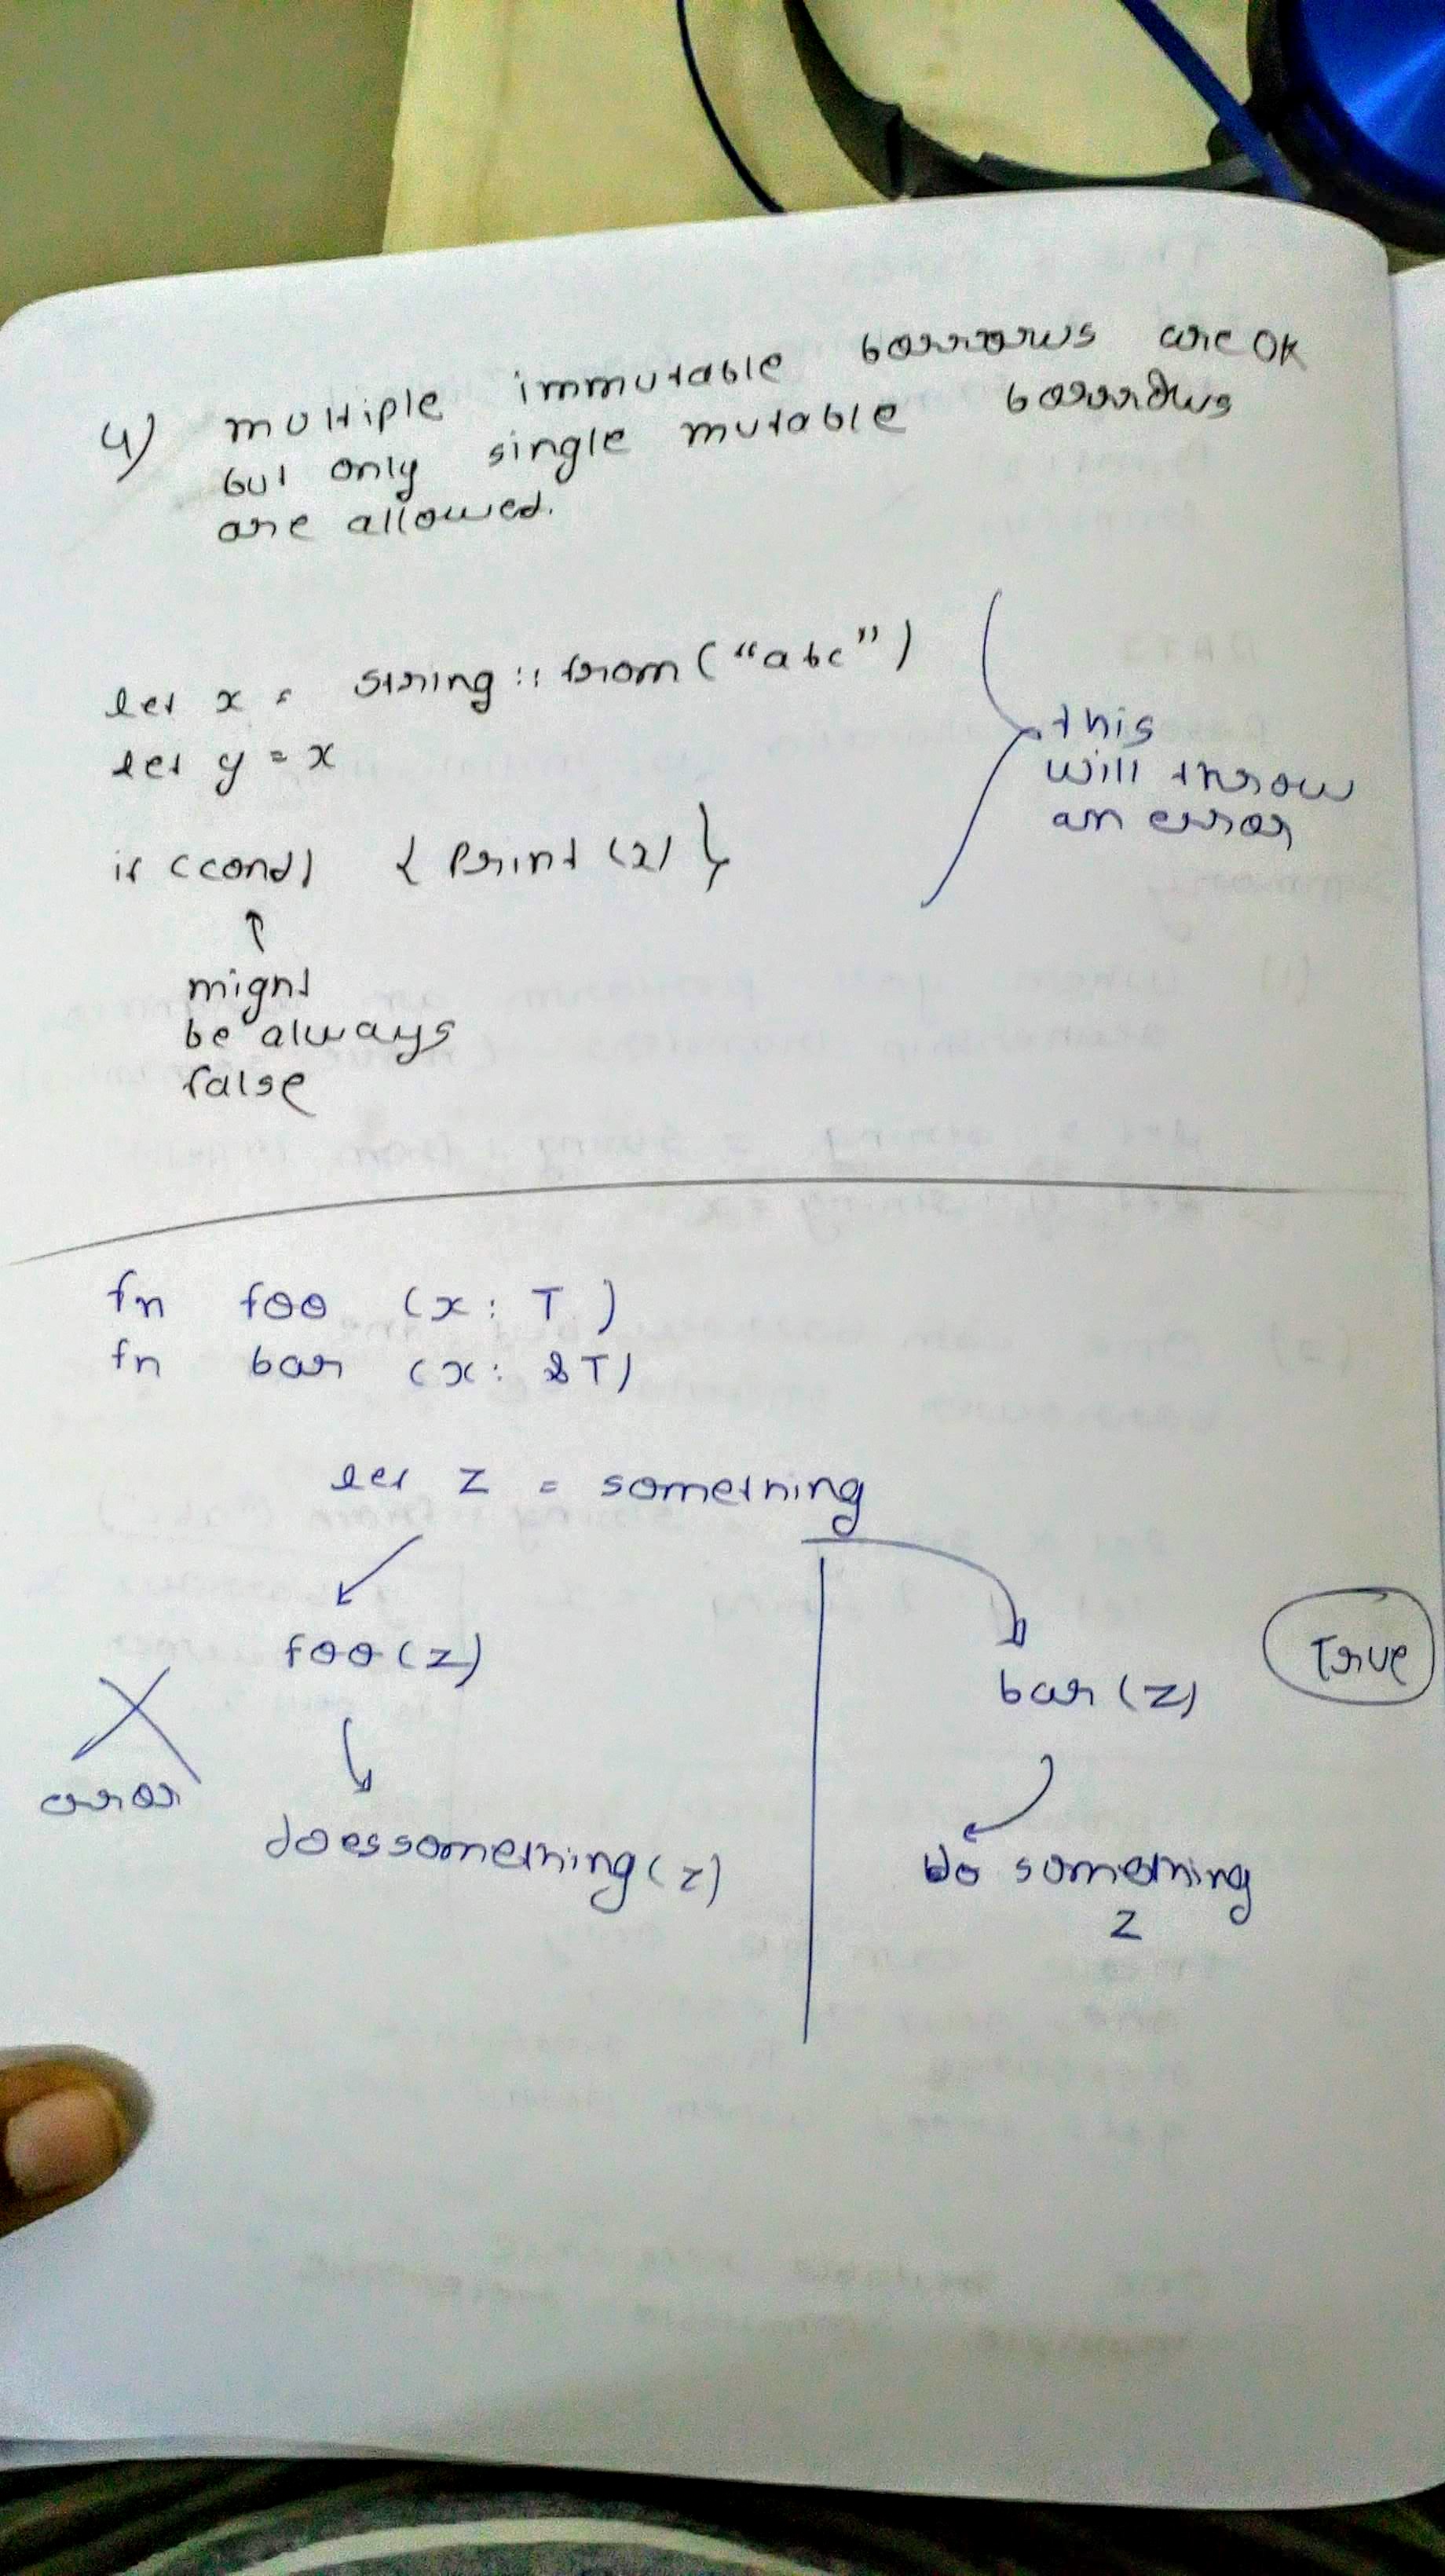 4) multiple immutable borrows are OK
but only single mutable borrows
are allowed.
let x = string :: from ("abc")
let y = x
if (cond) { Print (x) }
this
will throw
an error
↑
might
be always
false
fn foo (x: T)
fn bar (x: &T)
let z = something
foo (z)
error
doessomething (z)
bar (z)
True
do something
z